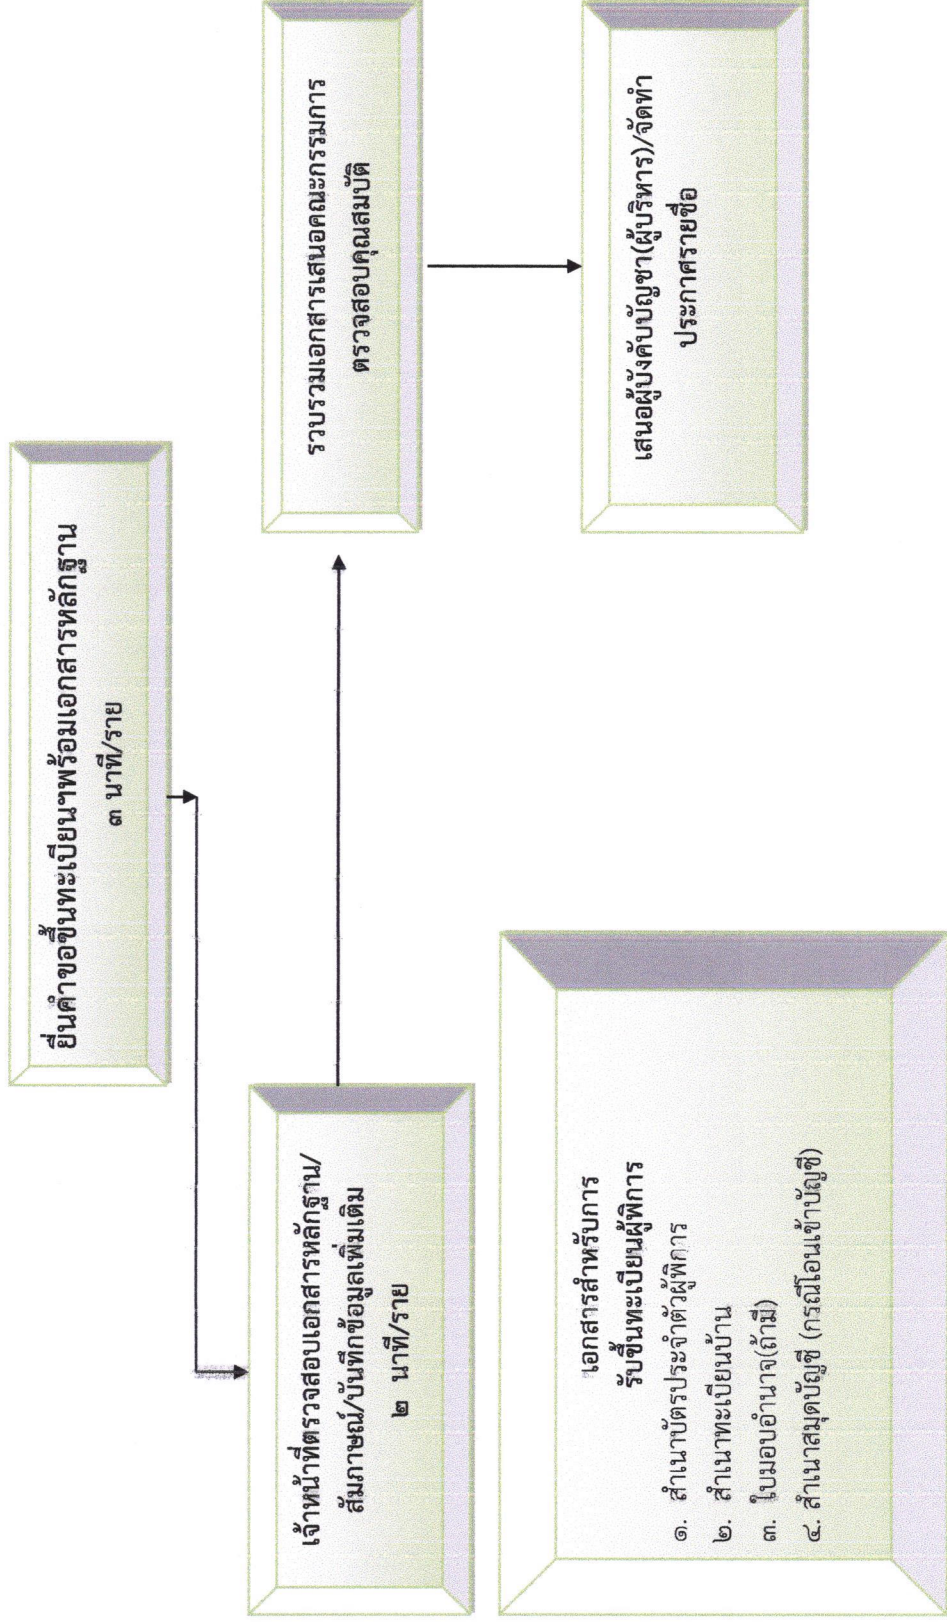 ยื่นคำขอขึ้นทะเบียนฯพร้อมเอกสารหลักฐาน
๓ นาที/ราย
เจ้าหน้าที่ตรวจสอบเอกสารหลักฐาน/
สัมภาษณ์/บันทึกข้อมูลเพิ่มเติม
๒ นาที/ราย
รวบรวมเอกสารเสนอคณะกรรมการ
ตรวจสอบคุณสมบัติ
เสนอผู้บังคับบัญชา(ผู้บริหาร)/จัดทำ
ประกาศรายชื่อ
เอกสารสำหรับการ
รับขึ้นทะเบียนผู้พิการ
๑. สำเนาบัตรประจำตัวผู้พิการ
๒. สำเนาทะเบียนบ้าน
๓. ใบมอบอำนาจ(ถ้ามี)
๔. สำเนาสมุดบัญชี (กรณีโอนเข้าบัญชี)